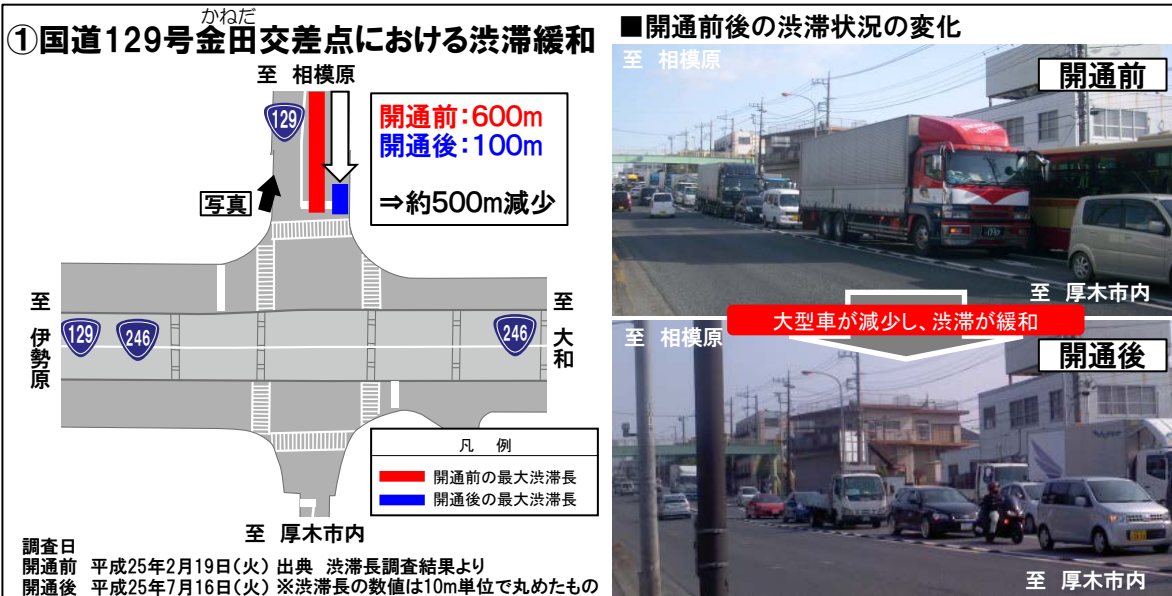 かねだ
①国道129号金田交差点における渋滞緩和
至 相模原
129
開通前:600m
開通後:100m
⇒約500m減少
写真
至 伊勢原
129
246
246
至 大和
凡 例
開通前の最大渋滞長
開通後の最大渋滞長
至 厚木市内
調査日
開通前 平成25年2月19日(火) 出典 渋滞長調査結果より
開通後 平成25年7月16日(火) ※渋滞長の数値は10m単位で丸めたもの
■開通前後の渋滞状況の変化
至 相模原
開通前
至 厚木市内
大型車が減少し、渋滞が緩和
至 相模原
開通後
至 厚木市内